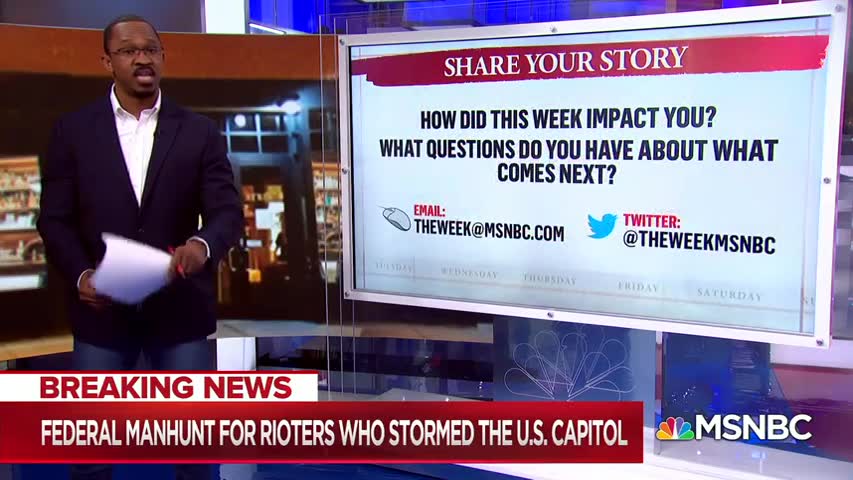 SHARE YOUR STORY
HOW DID THIS WEEK IMPACT YOU?
WHAT QUESTIONS DO YOU HAVE ABOUT WHAT
COMES NEXT?
EMAIL:
THEWEEK@MSNBC.COM
TWITTER:
@THEWEEKMSNBC
TUESDAY WEDNESDAY THURSDAY FRIDAY SATURDAY
BREAKING NEWS
FEDERAL MANHUNT FOR RIOTERS WHO STORMED THE U.S. CAPITOL
MSNBC